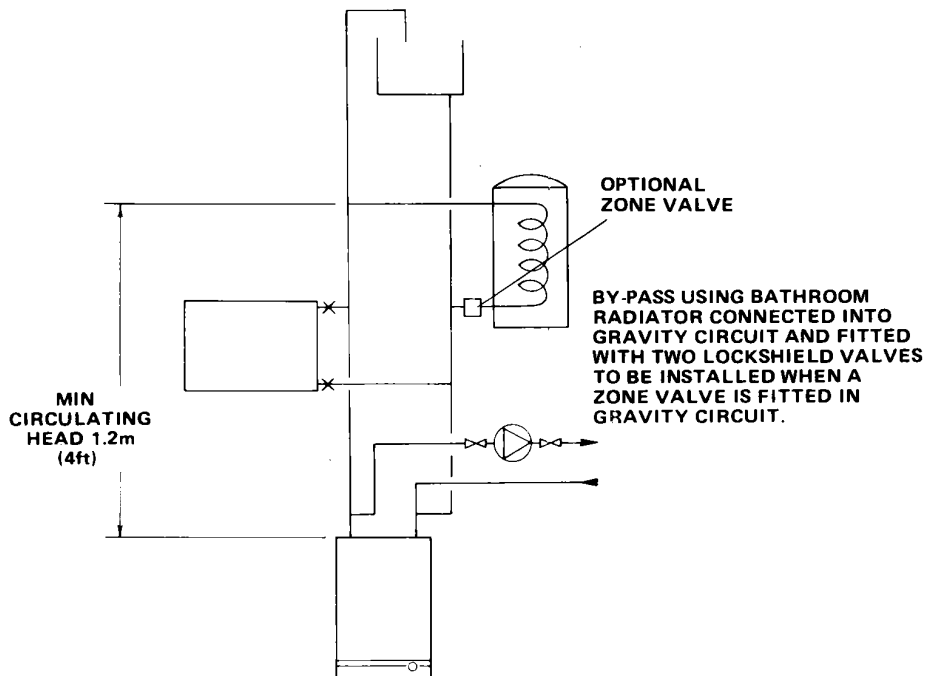 OPTIONAL
ZONE VALVE
BY-PASS USING BATHROOM
RADIATOR CONNECTED INTO
GRAVITY CIRCUIT AND FITTED
WITH TWO LOCKSHIELD VALVES
TO BE INSTALLED WHEN A
ZONE VALVE IS FITTED IN
GRAVITY CIRCUIT.
MIN
CIRCULATING
HEAD 1.2m
(4ft)